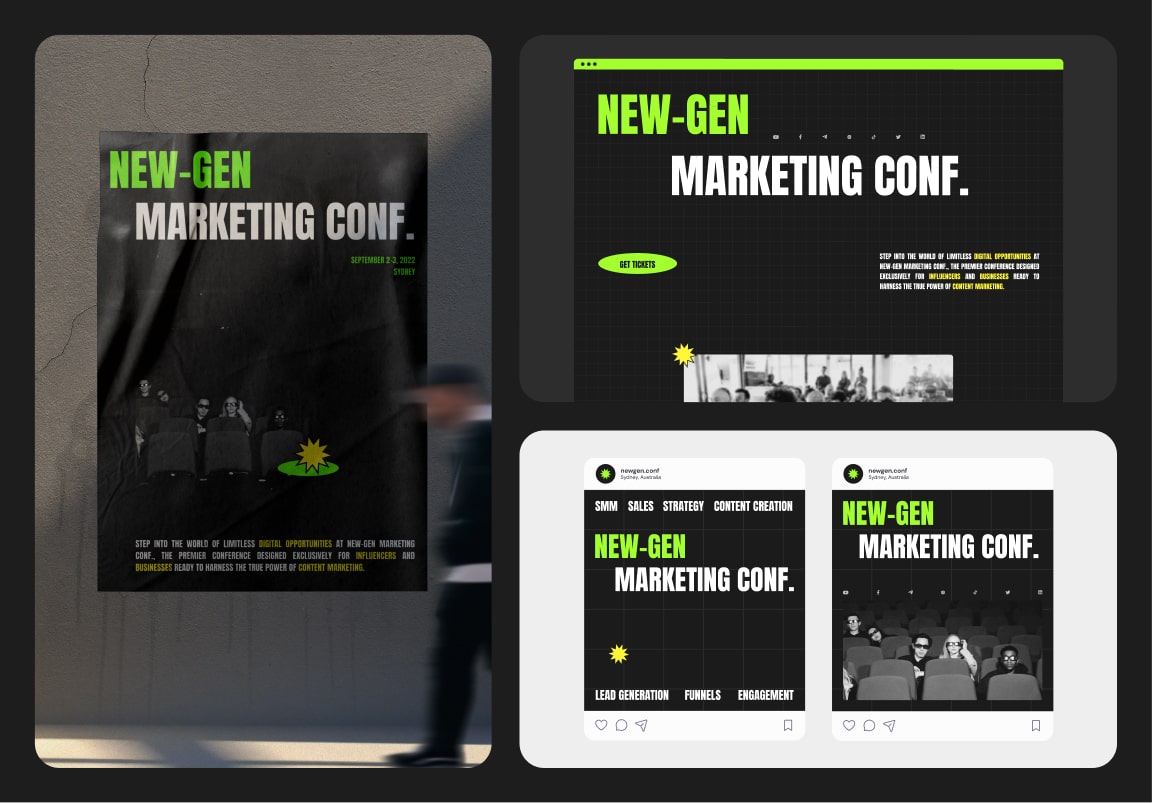 NEW-GEN
MARKETING CONF.
SEPTEMBER 2-3, 2022
SYDNEY
STEP INTO THE WORLD OF LIMITLESS DIGITAL OPPORTUNITIES AT NEW-GEN MARKETING
CONF., THE PREMIER CONFERENCE DESIGNED EXCLUSIVELY FOR INFLUENCERS AND
BUSINESSES READY TO HARNESS THE TRUE POWER OF CONTENT MARKETING.
NEW-GEN
MARKETING CONF.
GET TICKETS
STEP INTO THE WORLD OF LIMITLESS DIGITAL OPPORTUNITIES AT
NEW-GEN MARKETING CONF., THE PREMIER CONFERENCE DESIGNED
EXCLUSIVELY FOR INFLUENCERS AND BUSINESSES READY TO
HARNESS THE TRUE POWER OF CONTENT MARKETING.
newgen.conf
Sydney, Australia
SMM SALES STRATEGY CONTENT CREATION
NEW-GEN
MARKETING CONF.
LEAD GENERATION FUNNELS ENGAGEMENT
newgen.conf
Sydney, Australia
NEW-GEN
MARKETING CONF.